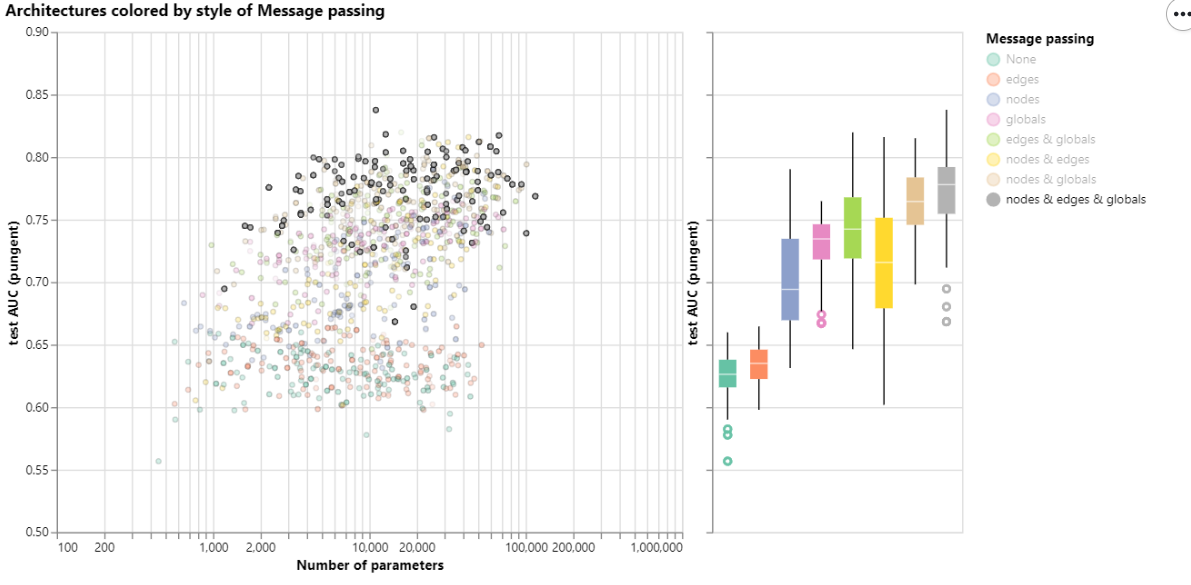 Architectures colored by style of Message passing
test AUC (pungent)
0.90
0.85
0.80
0.75
0.70
0.65
0.60
0.55
0.50
100 200 1,000 2,000 10,000 20,000 100,000 200,000 1,000,000
Number of parameters
test AUC (pungent)
Message passing
None
edges
nodes
globals
edges & globals
nodes & edges
nodes & globals
nodes & edges & globals